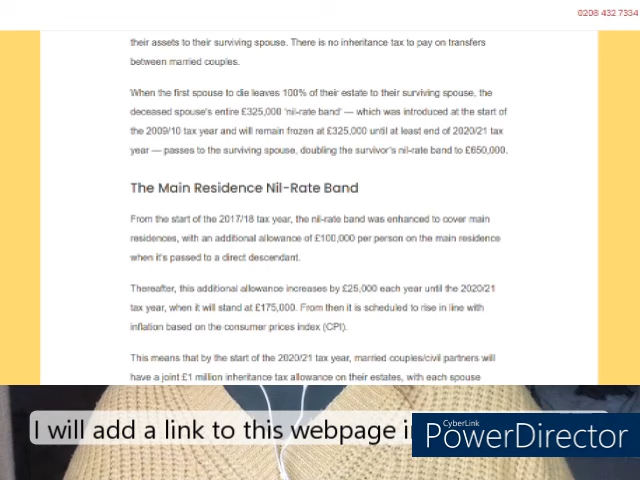 0208 432 7334
their assets to their surviving spouse. There is no inheritance tax to pay on transfers
between married couples.
When the first spouse to die leaves 100% of their estate to their surviving spouse, the
deceased spouse's entire £325,000 'nil-rate band' — which was introduced at the start of
the 2009/10 tax year and will remain frozen at £325,000 until at least end of 2020/21 tax
year — passes to the surviving spouse, doubling the survivor's nil-rate band to £650,000.
The Main Residence Nil-Rate Band
From the start of the 2017/18 tax year, the nil-rate band was enhanced to cover main
residences, with an additional allowance of £100,000 per person on the main residence
when it's passed to a direct descendant.
Thereafter, this additional allowance increases by £25,000 each year until the 2020/21
tax year, when it will stand at £175,000. From then it is scheduled to rise in line with
inflation based on the consumer prices index (CPI).
This means that by the start of the 2020/21 tax year, married couples/civil partners will
have a joint £1 million inheritance tax allowance on their estates, with each spouse
I will add a link to this webpage
CyberLink
PowerDirector